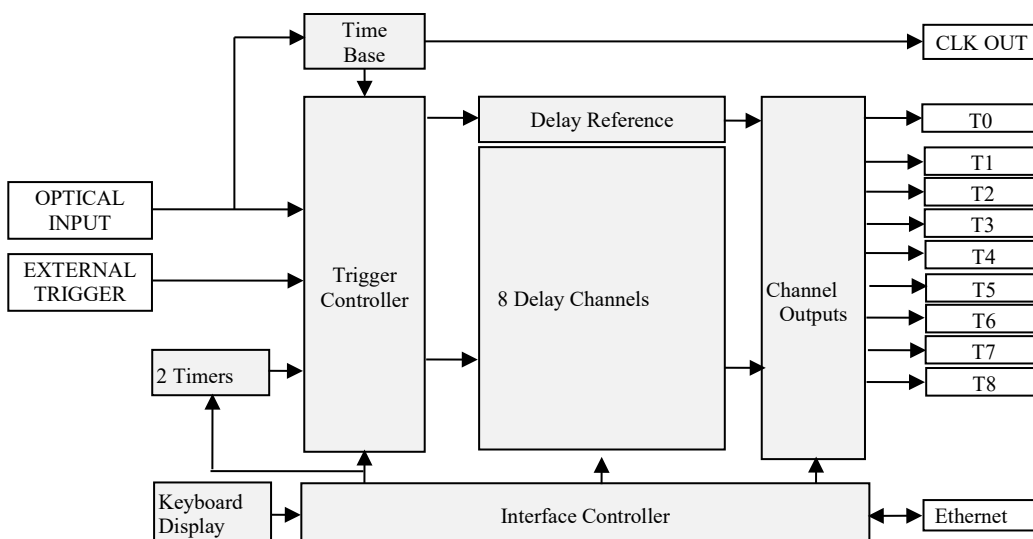 Time
Base
CLK OUT
Delay Reference
T0
T1
OPTICAL
INPUT
T2
T3
EXTERNAL
TRIGGER
Trigger
Controller
8 Delay Channels
Channel
Outputs
T4
T5
T6
T7
2 Timers
T8
Keyboard
Display
Interface Controller
Ethernet